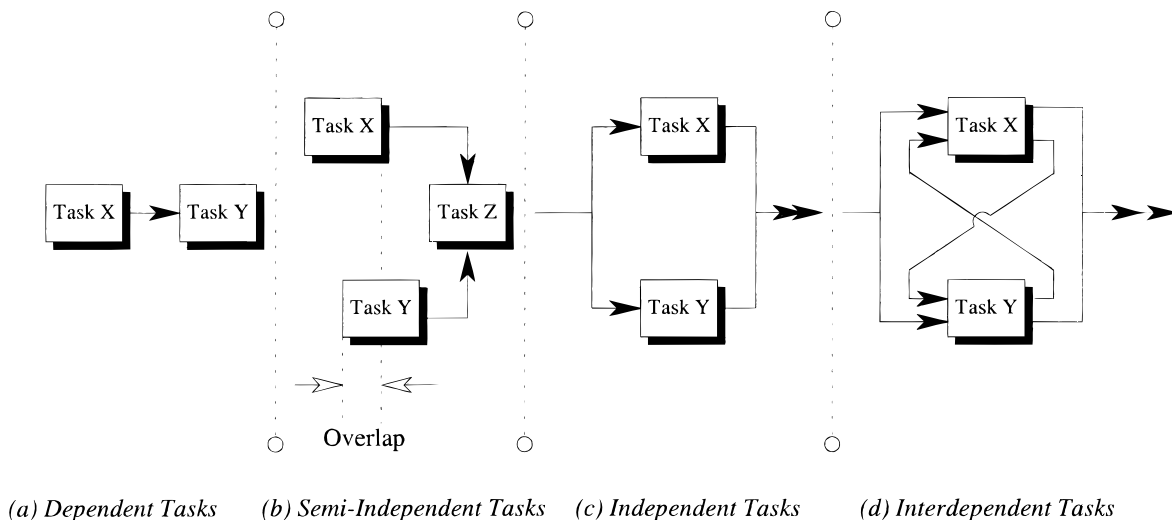 Task X
Task Y
Task X
Task Z
Task Y
Overlap
Task X
Task Y
Task X
Task Y
(a) Dependent Tasks
(b) Semi-Independent Tasks
(c) Independent Tasks
(d) Interdependent Tasks